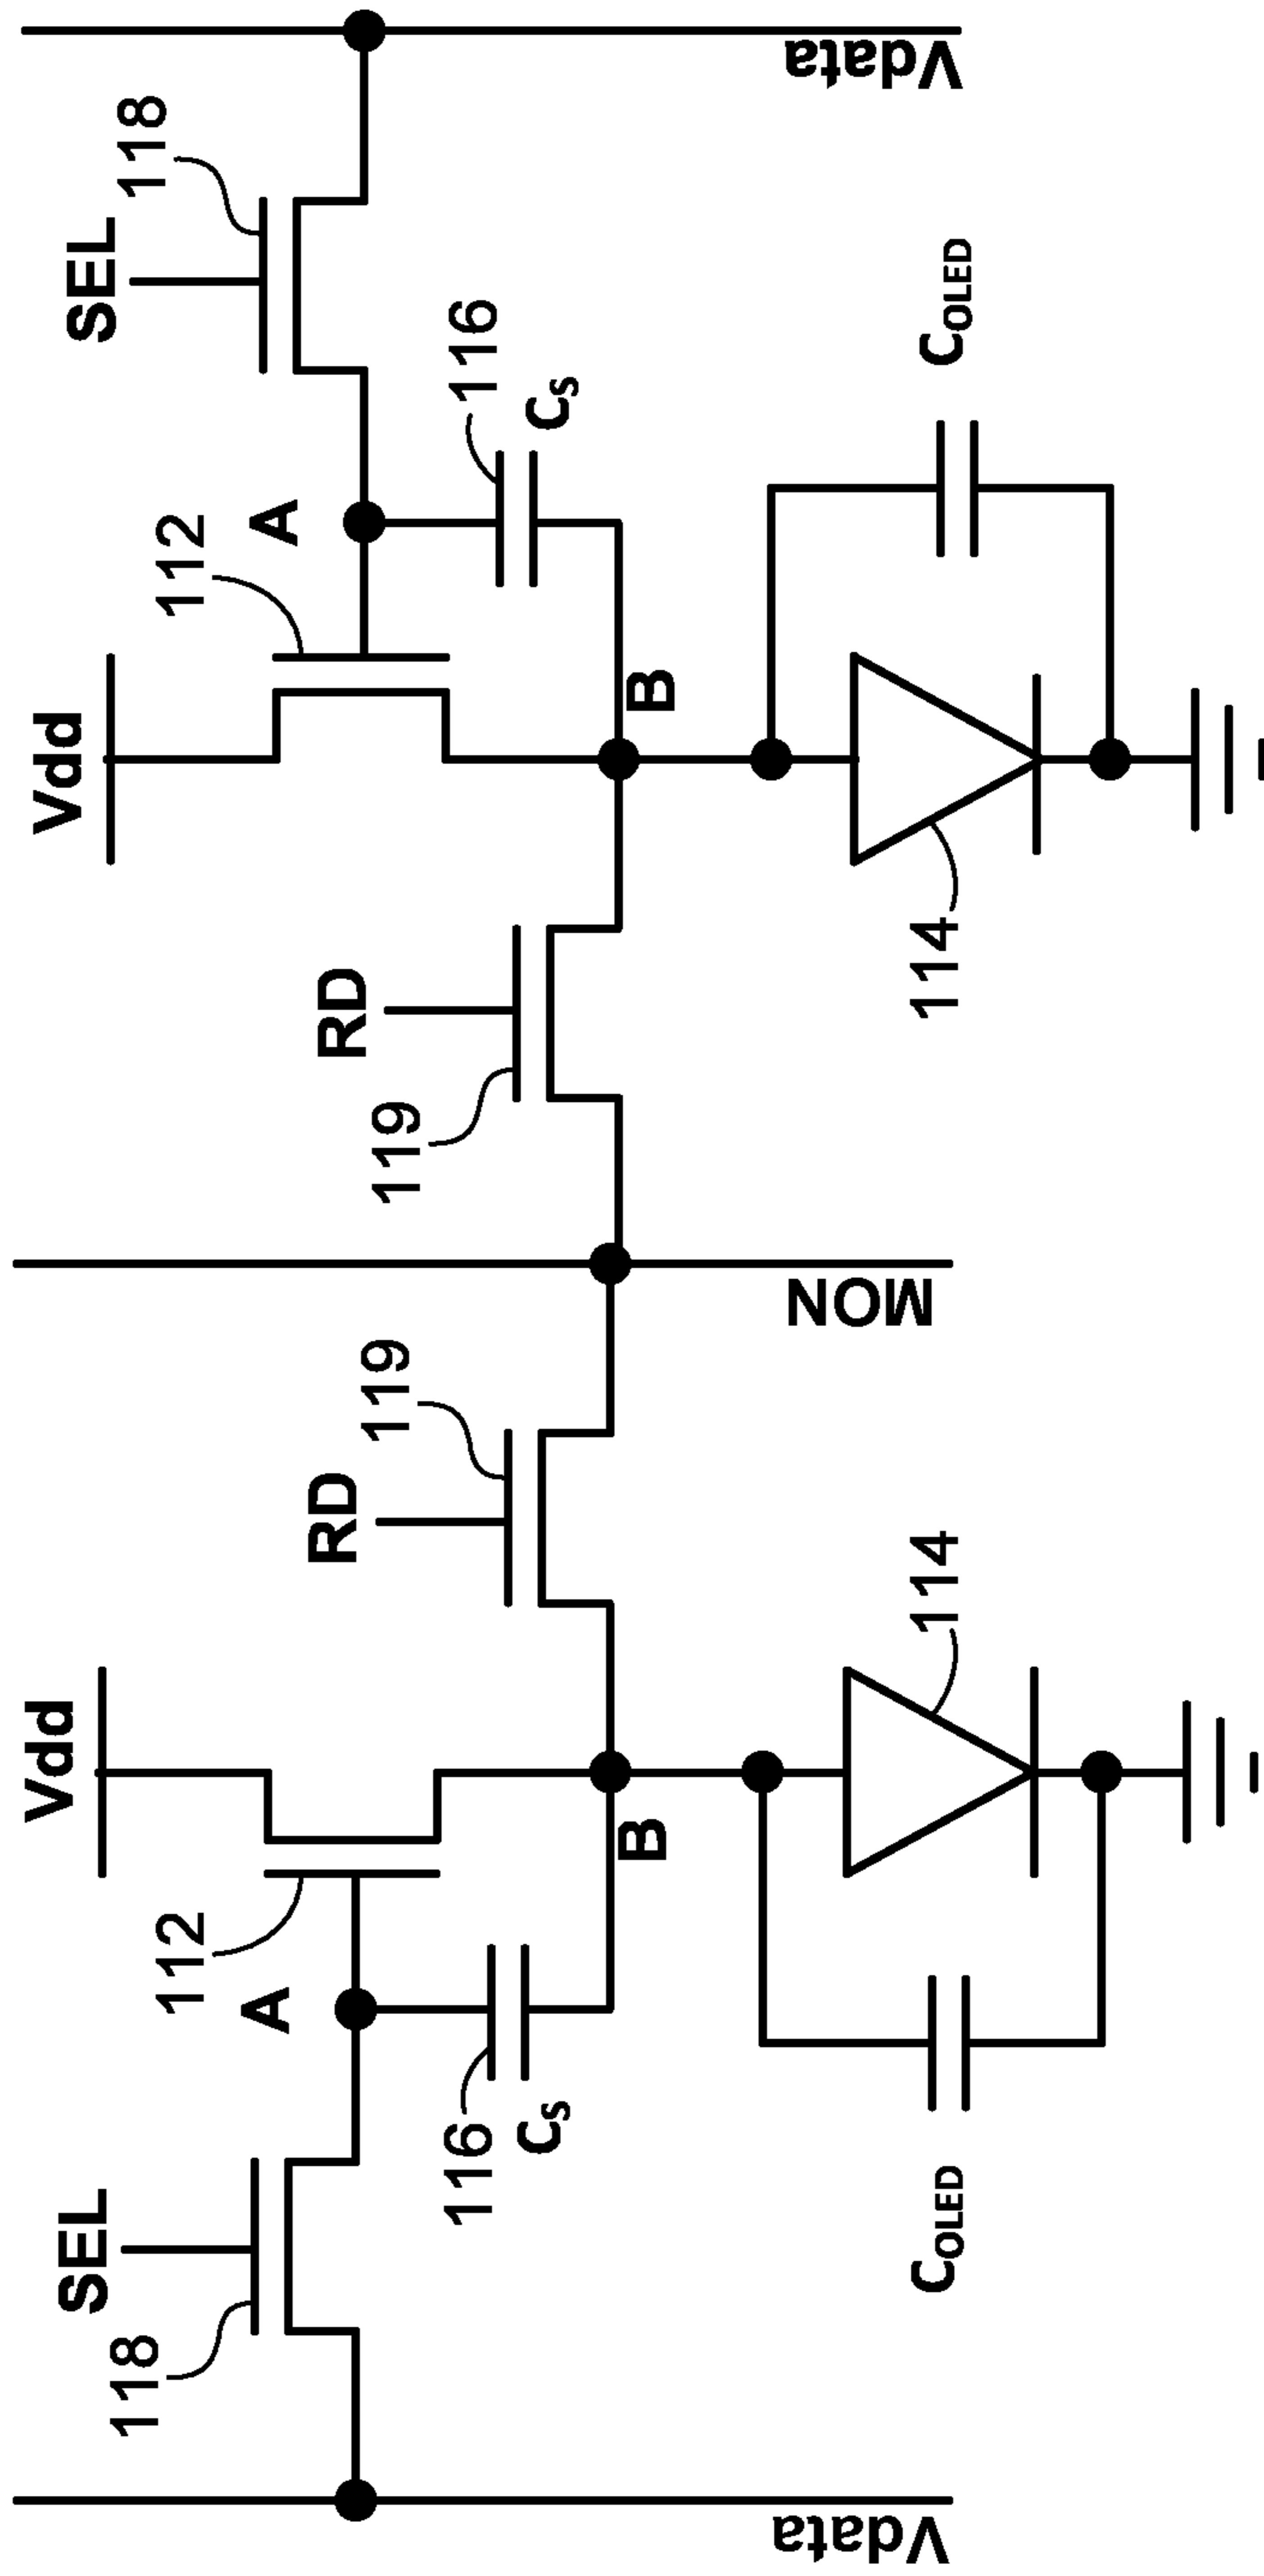 Vdata
118
SEL
112
A
116
Cs
Vdd
B
COLED
114
RD
119
MON
119
RD
Vdd
B
114
112
A
116
Cs
SEL
118
COLED
Vdata